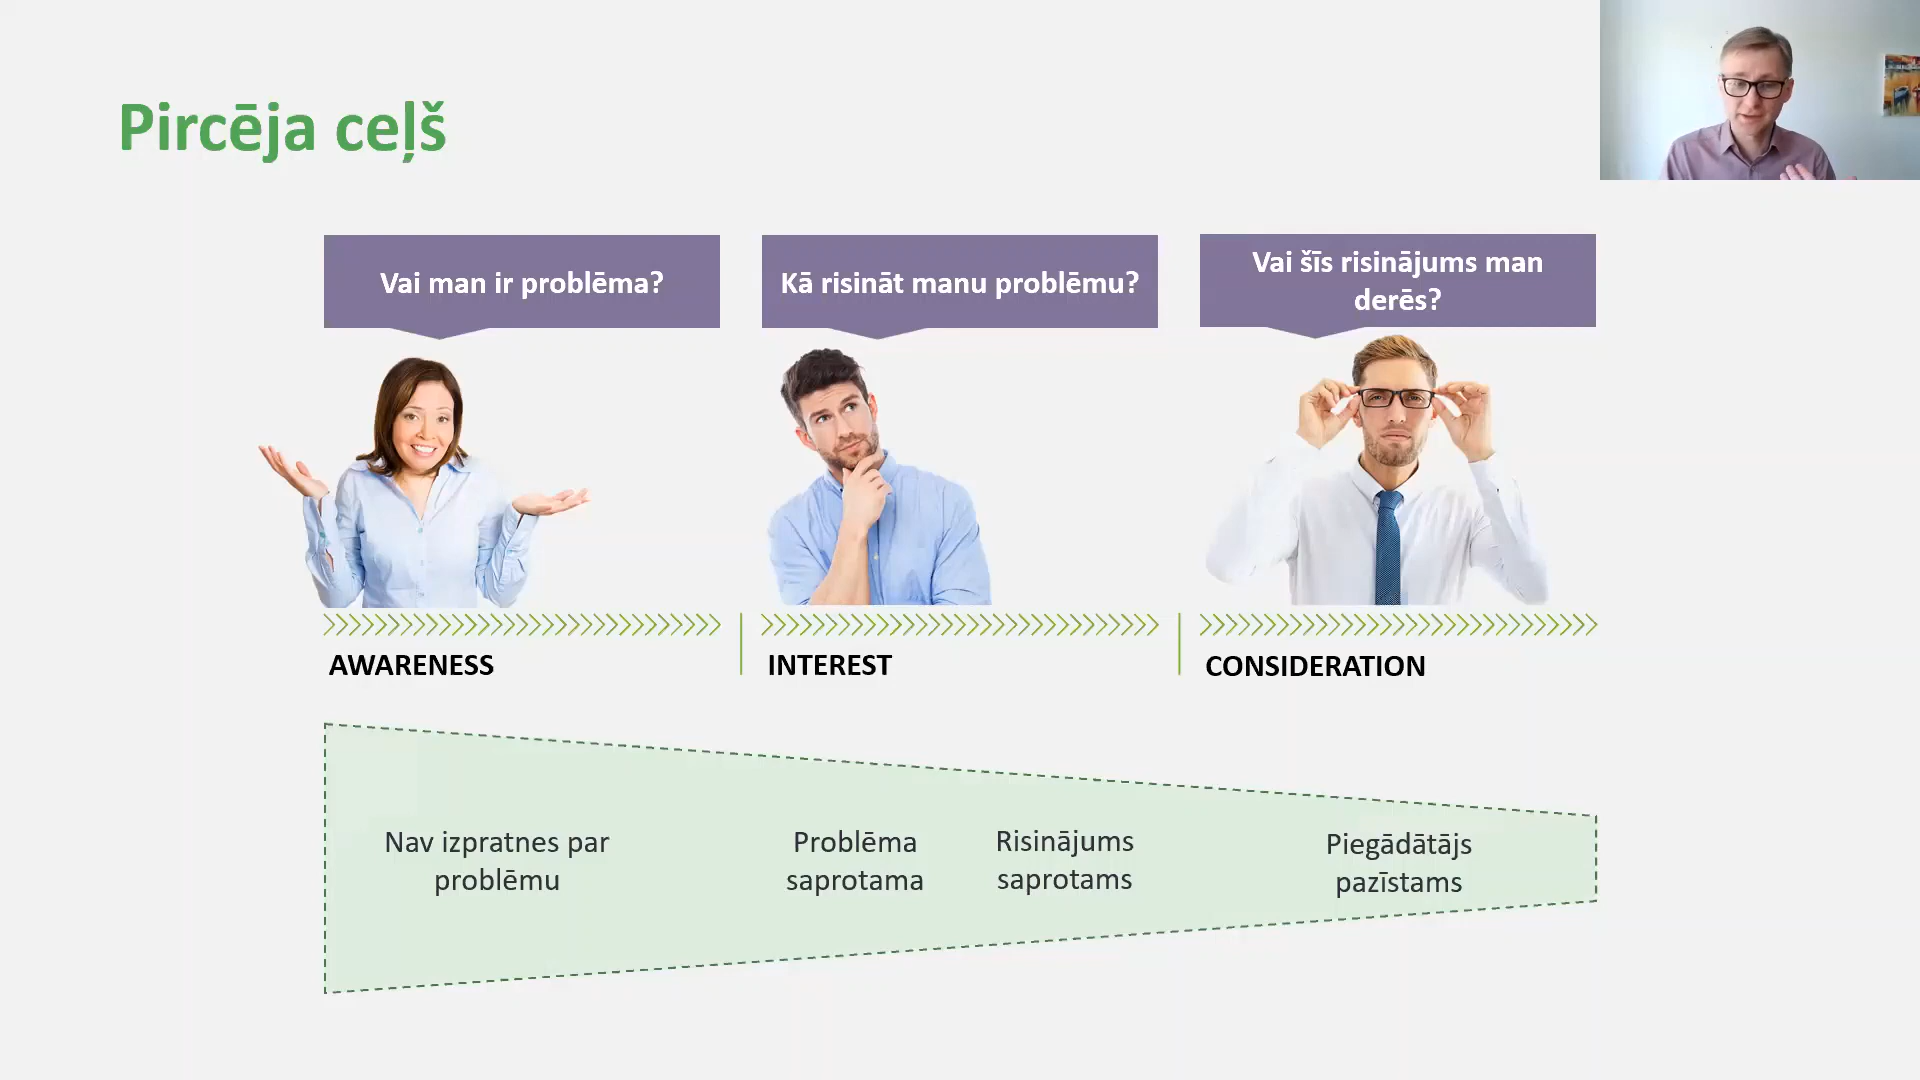 Pircēja ceļš
Vai man ir problēma?
Kā risināt manu problēmu?
Vai šīs risinājums man
derēs?
AWARENESS
INTEREST
CONSIDERATION
Nav izpratnes par
problēmu
Problēma
saprotama
Risinājums
saprotams
Piegādātājs
pazīstams